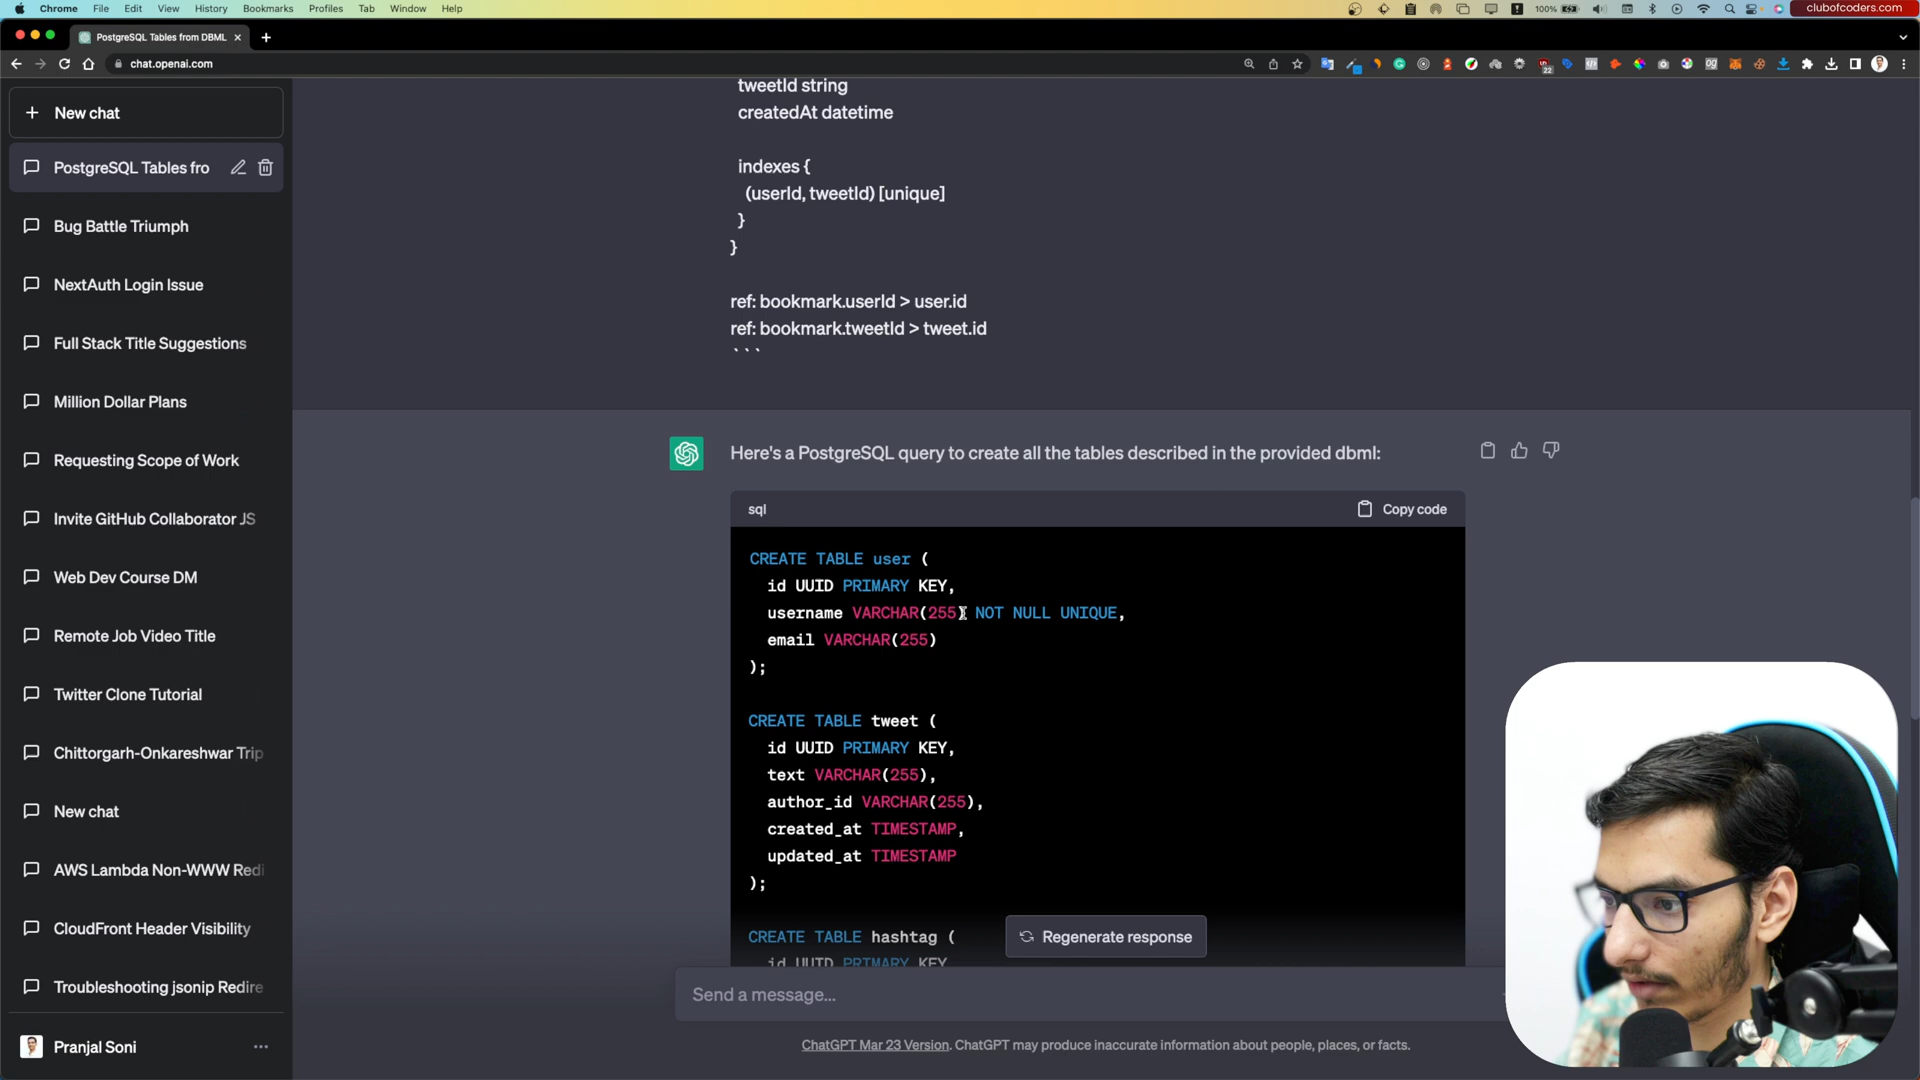 Chrome File Edit View History Bookmarks Profiles Tab Window Help
100%
clubofcoders.com
PostgreSQL Tables from DBML
chat.openai.com
22
New chat
PostgreSQL Tables fro
Bug Battle Triumph
NextAuth Login Issue
Full Stack Title Suggestions
Million Dollar Plans
Requesting Scope of Work
Invite GitHub Collaborator JS
Web Dev Course DM
Remote Job Video Title
Twitter Clone Tutorial
Chittorgarh-Onkareshwar Trip
New chat
AWS Lambda Non-WWW Redi
CloudFront Header Visibility
Troubleshooting jsonip Redire
Pranjal Soni
tweetId string
createdAt datetime
indexes {
(userId, tweetId) [unique]
}
}
ref: bookmark.userId > user.id
ref: bookmark.tweetId > tweet.id
```
Here's a PostgreSQL query to create all the tables described in the provided dbml:
sql
Copy code
CREATE TABLE user (
id UUID PRIMARY KEY,
username VARCHAR(255) NOT NULL UNIQUE,
email VARCHAR(255)
);
CREATE TABLE tweet (
id UUID PRIMARY KEY,
text VARCHAR(255),
author_id VARCHAR(255),
created_at TIMESTAMP,
updated_at TIMESTAMP
);
CREATE TABLE hashtag (
id UUID PRIMARY KEY
Regenerate response
Send a message...
ChatGPT Mar 23 Version. ChatGPT may produce inaccurate information about people, places, or facts.